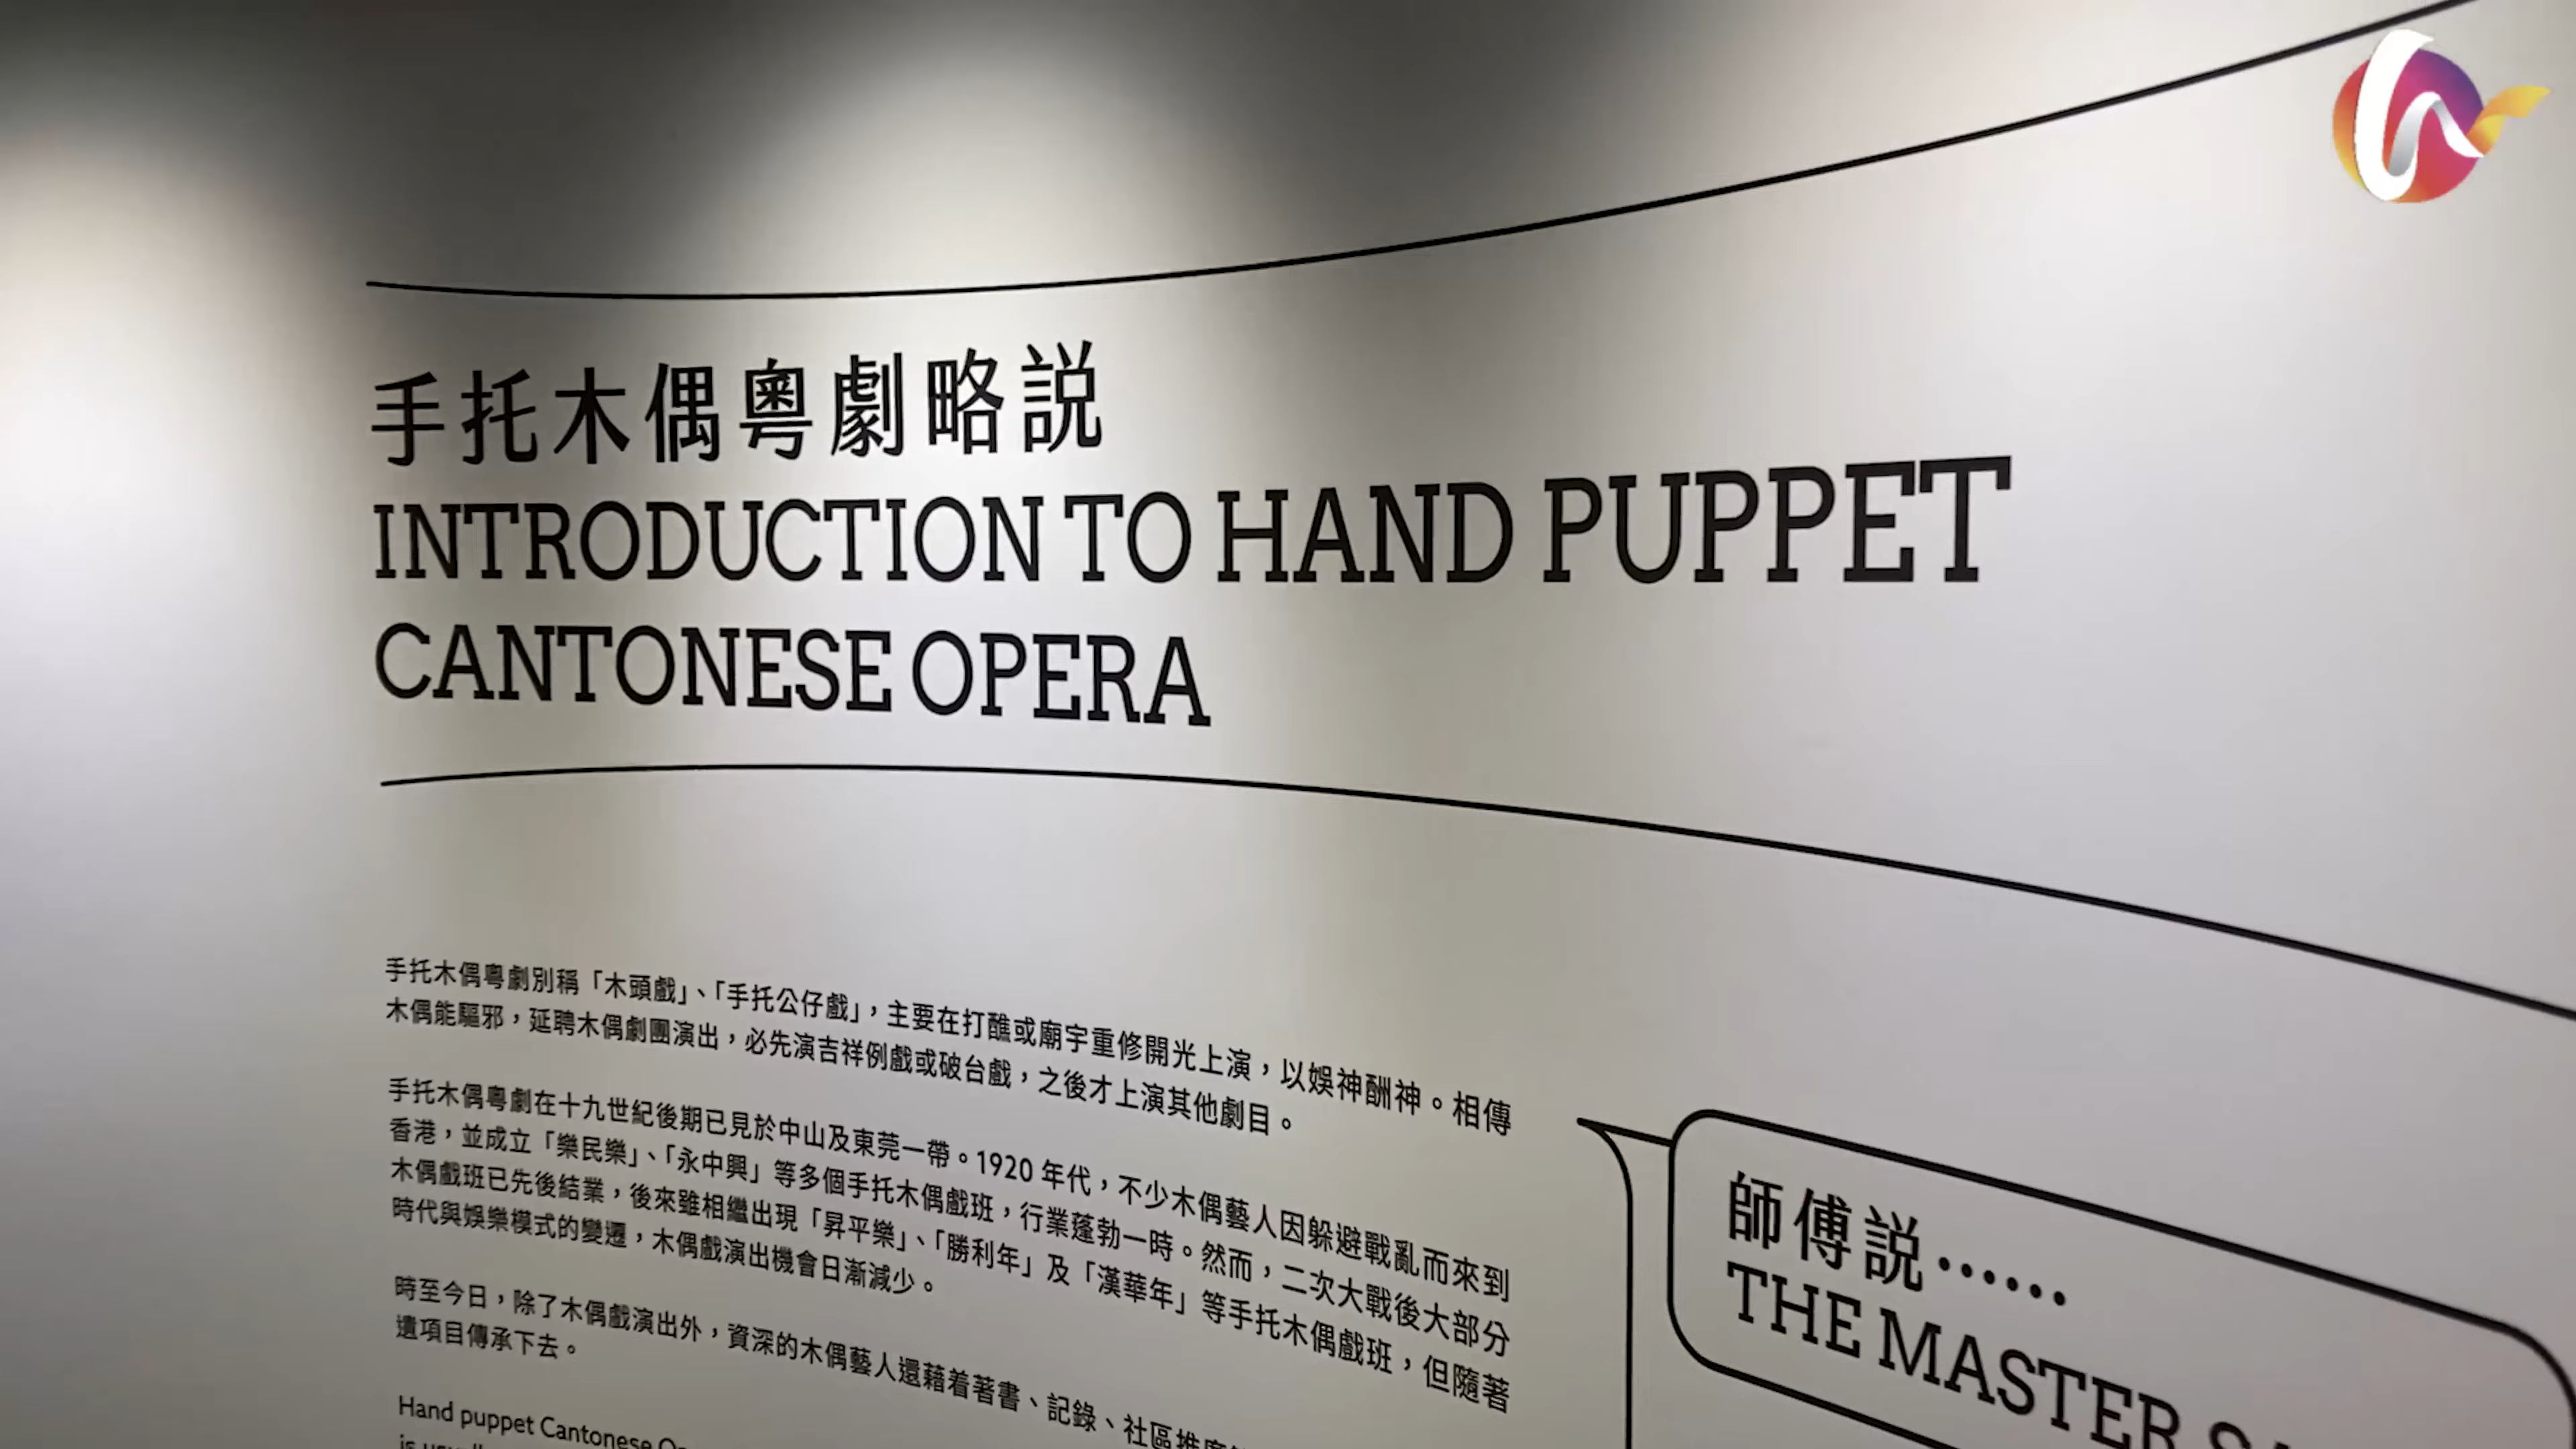 手托木偶粵劇略説
INTRODUCTION TO HAND PUPPET
CANTONESE OPERA
手托木偶粵劇別稱「木頭戲」、「手托公仔戲」，主要在打醮或廟宇重修開光上演，以娛神酬神。相傳
木偶能驅邪，延聘木偶劇團演出，必先演吉祥例戲或破台戲，之後才上演其他劇目。
手托木偶粵劇在十九世紀後期已見於中山及東莞一帶。1920 年代，不少木偶藝人因躲避戰亂而來到
香港，並成立「樂民樂」、「永中興」等多個手托木偶戲班，行業蓬勃一時。然而，二次大戰後大部分
木偶戲班已先後結業，後來雖相繼出現「昇平樂」、「勝利年」及「漢華年」等手托木偶戲班，但隨著
時代與娛樂模式的變遷，木偶戲演出機會日漸減少。
時至今日，除了木偶戲演出外，資深的木偶藝人還藉着著書、記錄、社區推廣
遺項目傳承下去。
Hand puppet Cantonese
師傅説……
THE MASTER